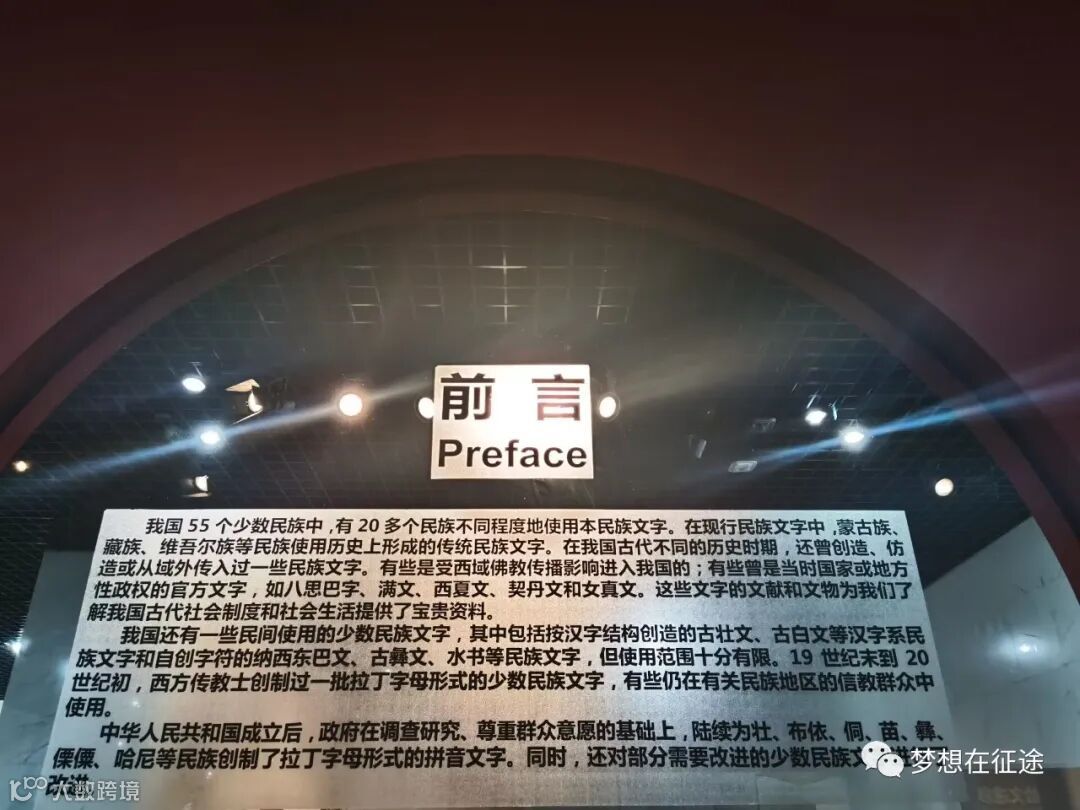 前言
Preface
我国 55 个少数民族中,有 20 多个民族不同程度地使用本民族文字。在现行民族文字中,蒙古族、
藏族、维吾尔族等民族使用历史上形成的传统民族文字。在我国古代不同的历史时期，还曾创造、仿
造或从域外传入过一些民族文字。有些是受西域佛教传播影响进入我国的；有些曾是当时国家或地方
性政权的官方文字，如八思巴字、满文、西夏文、契丹文和女真文。这些文字的文献和文物为我们了
解我国古代社会制度和社会生活提供了宝贵资料。
我国还有一些民间使用的少数民族文字，其中包括按汉字结构创造的古壮文、古白文等汉字系民
族文字和自创字符的纳西东巴文、古彝文、水书等民族文字，但使用范围十分有限。19 世纪末到 20
世纪初，西方传教士创制过一批拉丁字母形式的少数民族文字，有些仍在有关民族地区的信教群众中
使用。
中华人民共和国成立后，政府在调查研究、尊重群众意愿的基础上，陆续为壮、布依、侗、苗、彝、
傈僳、哈尼等民族创制了拉丁字母形式的拼音文字。同时，还对部分需要改进的少数民族文
改进
梦想在征途
大数跨境